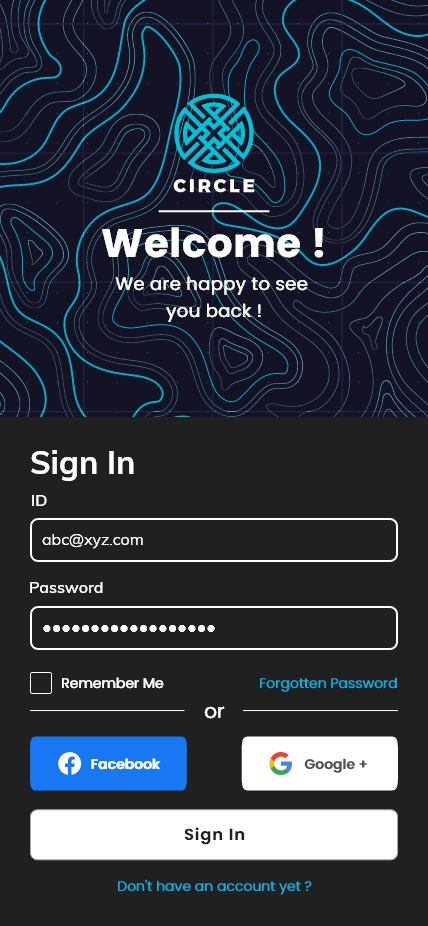 CIRCLE
Welcome !
We are happy to see
you back !
Sign In
ID
abc@xyz.com
Password
Remember Me
Forgotten Password
or
Facebook
Google +
Sign In
Don't have an account yet ?